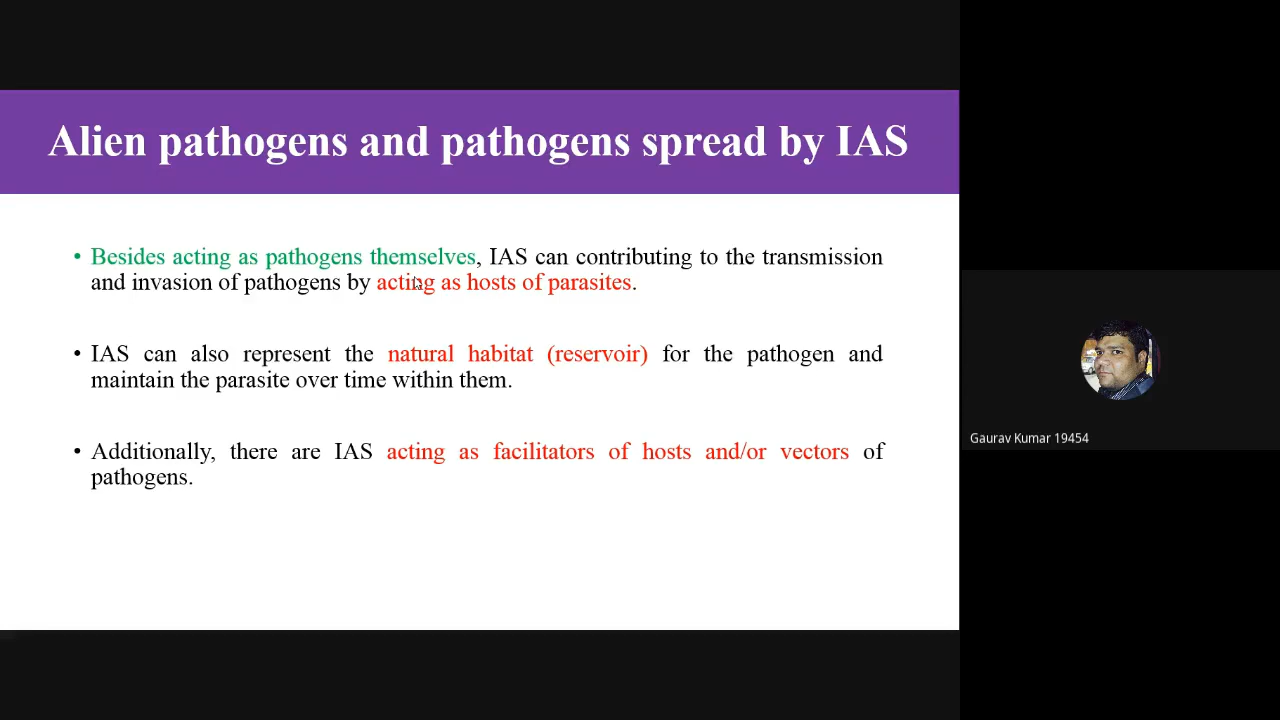 Alien pathogens and pathogens spread by IAS
• Besides acting as pathogens themselves, IAS can contributing to the transmission
and invasion of pathogens by acting as hosts of parasites.
• IAS can also represent the natural habitat (reservoir) for the pathogen and
maintain the parasite over time within them.
• Additionally, there are IAS acting as facilitators of hosts and/or vectors of
pathogens.
Gaurav Kumar 19454